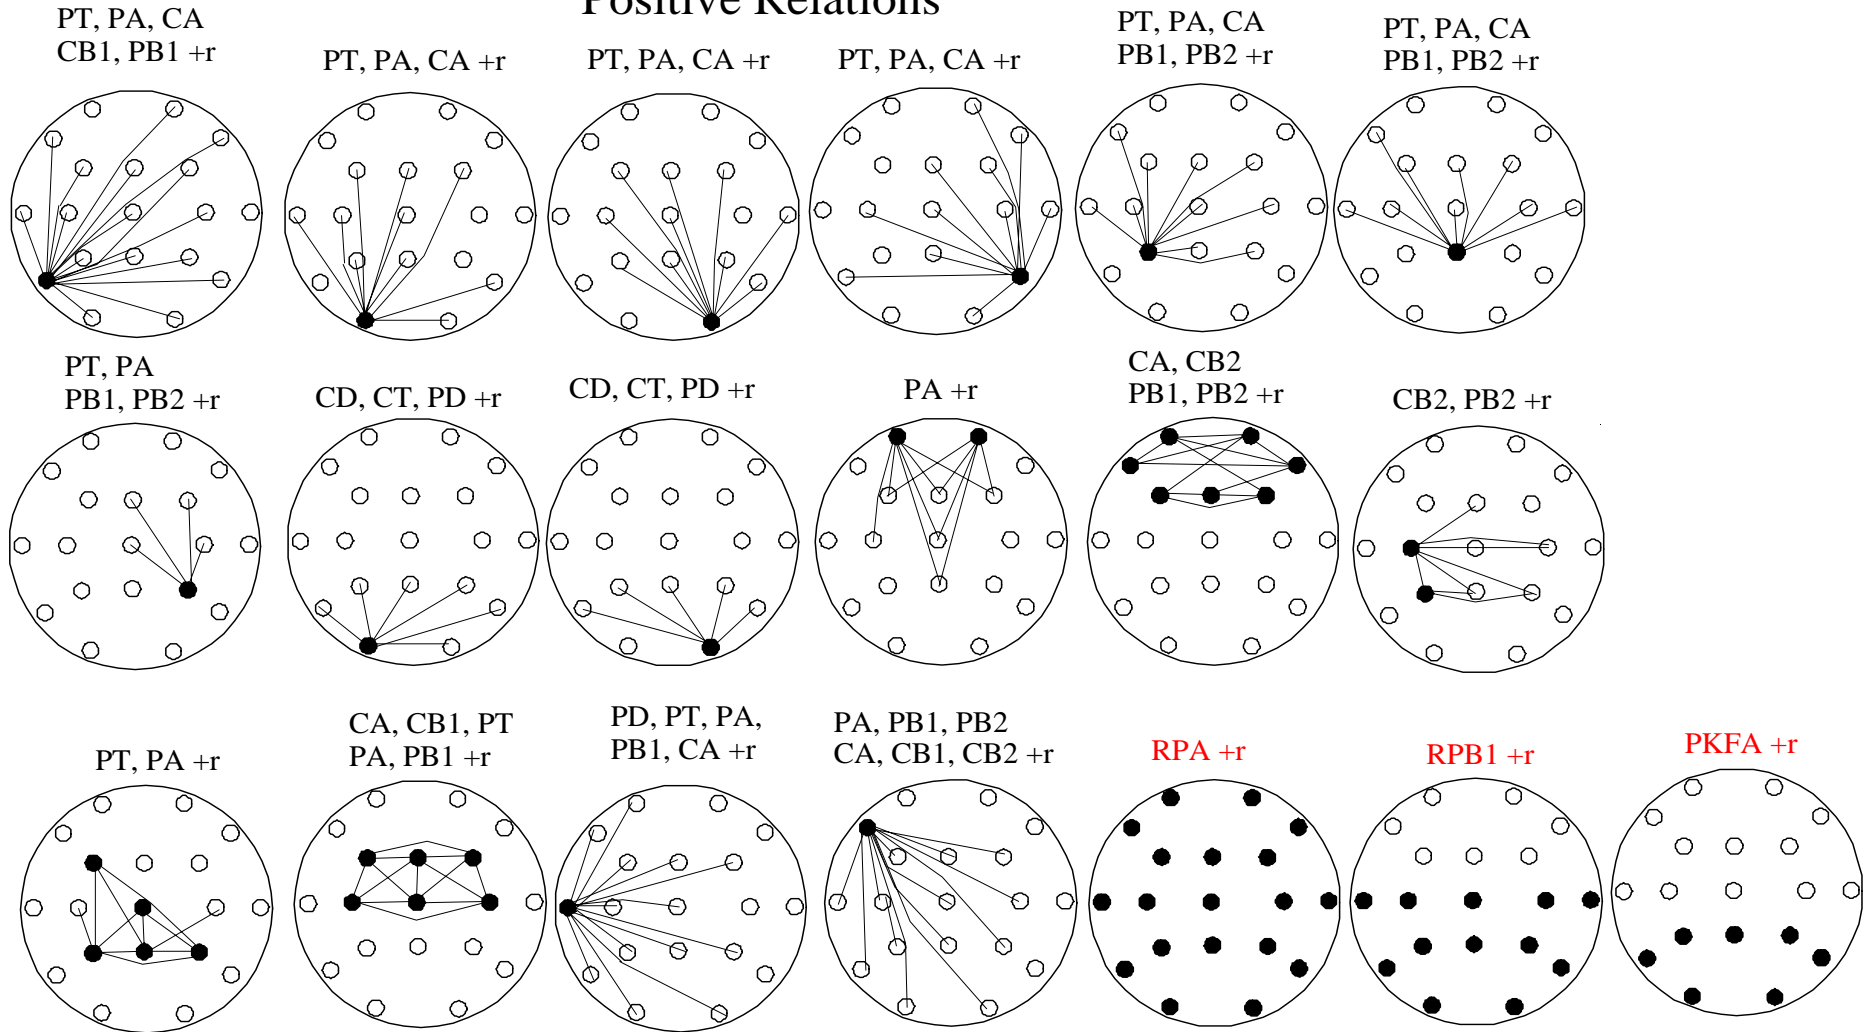 Positive Relations
PT, PA, CA
CB1, PB1 +r
PT, PA, CA +r
PT, PA, CA +r
PT, PA, CA +r
PT, PA, CA
PB1, PB2 +r
PT, PA, CA
PB1, PB2 +r
PT, PA
PB1, PB2 +r
CD, CT, PD +r
CD, CT, PD +r
PA +r
CA, CB2
PB1, PB2 +r
CB2, PB2 +r
PT, PA +r
CA, CB1, PT
PA, PB1 +r
PD, PT, PA,
PB1, CA +r
PA, PB1, PB2
CA, CB1, CB2 +r
RPA +r
RPB1 +r
PKFA +r